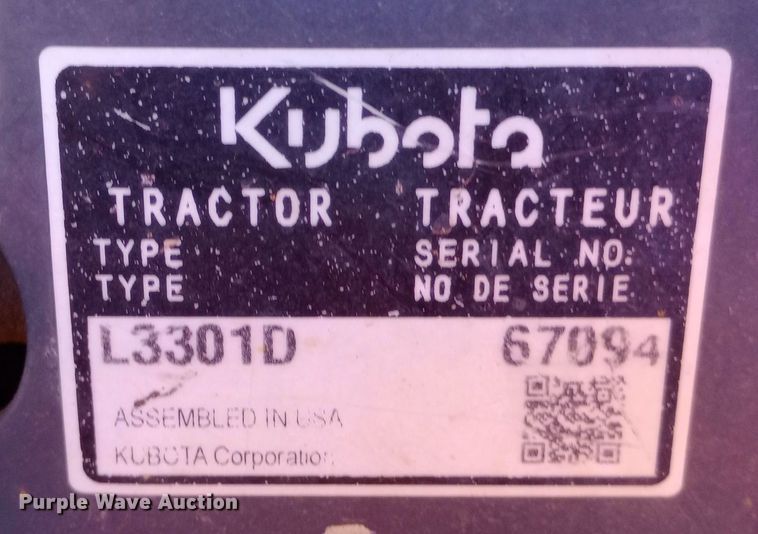 Kubota
TRACTOR TRACTEUR
TYPE SERIAL NO:
TYPE NO DE SERIE
L3301D 67094
ASSEMBLED IN USA
KUBOTA Corporation
Purple Wave Auction